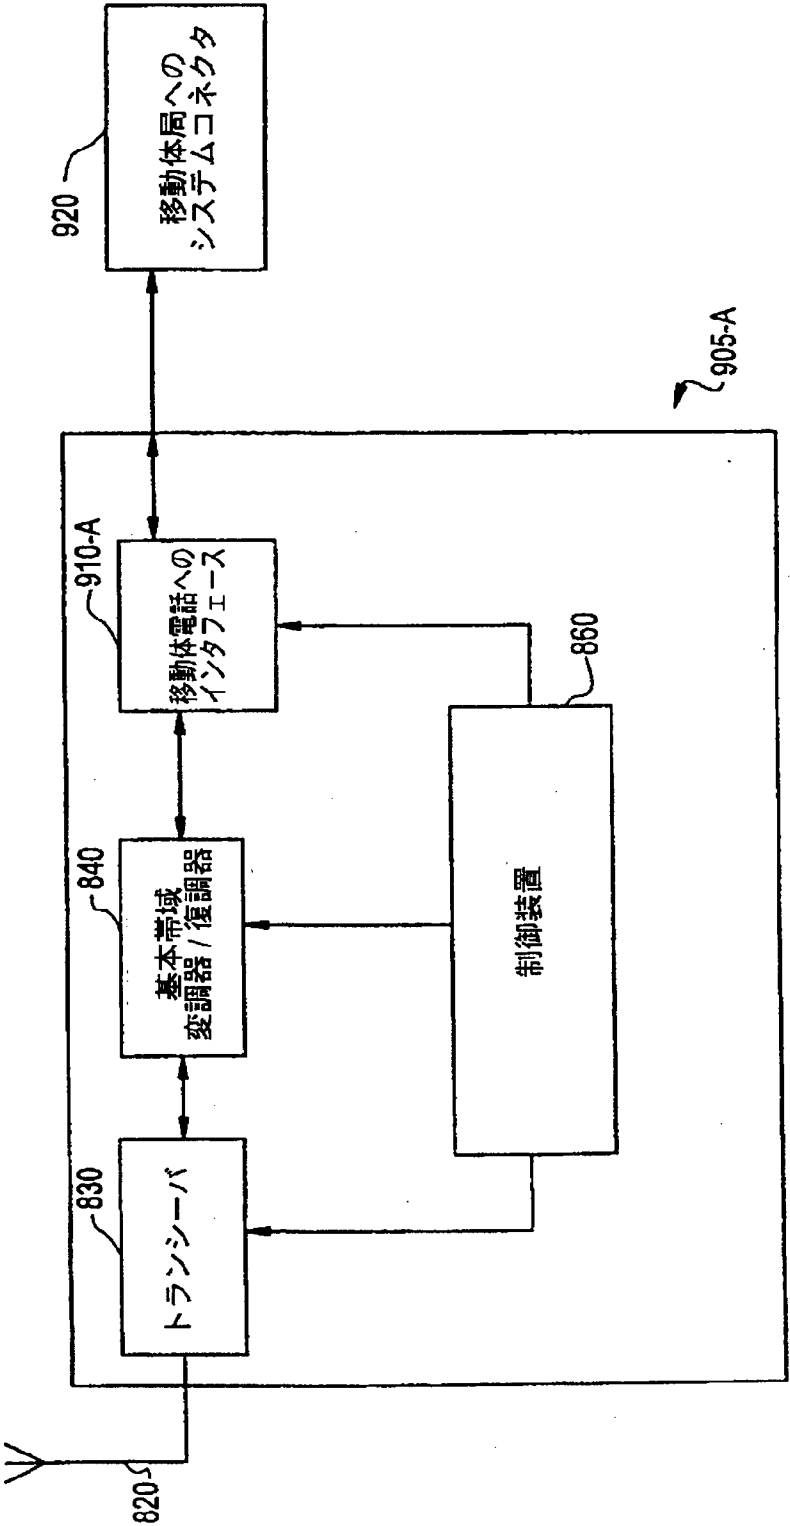 820
830
トランシーバ
840
基本帯域
変調器/復調器
910-A
移動体電話への
インタフェース
920
移動体局への
システムコネクタ
860
制御装置
905-A